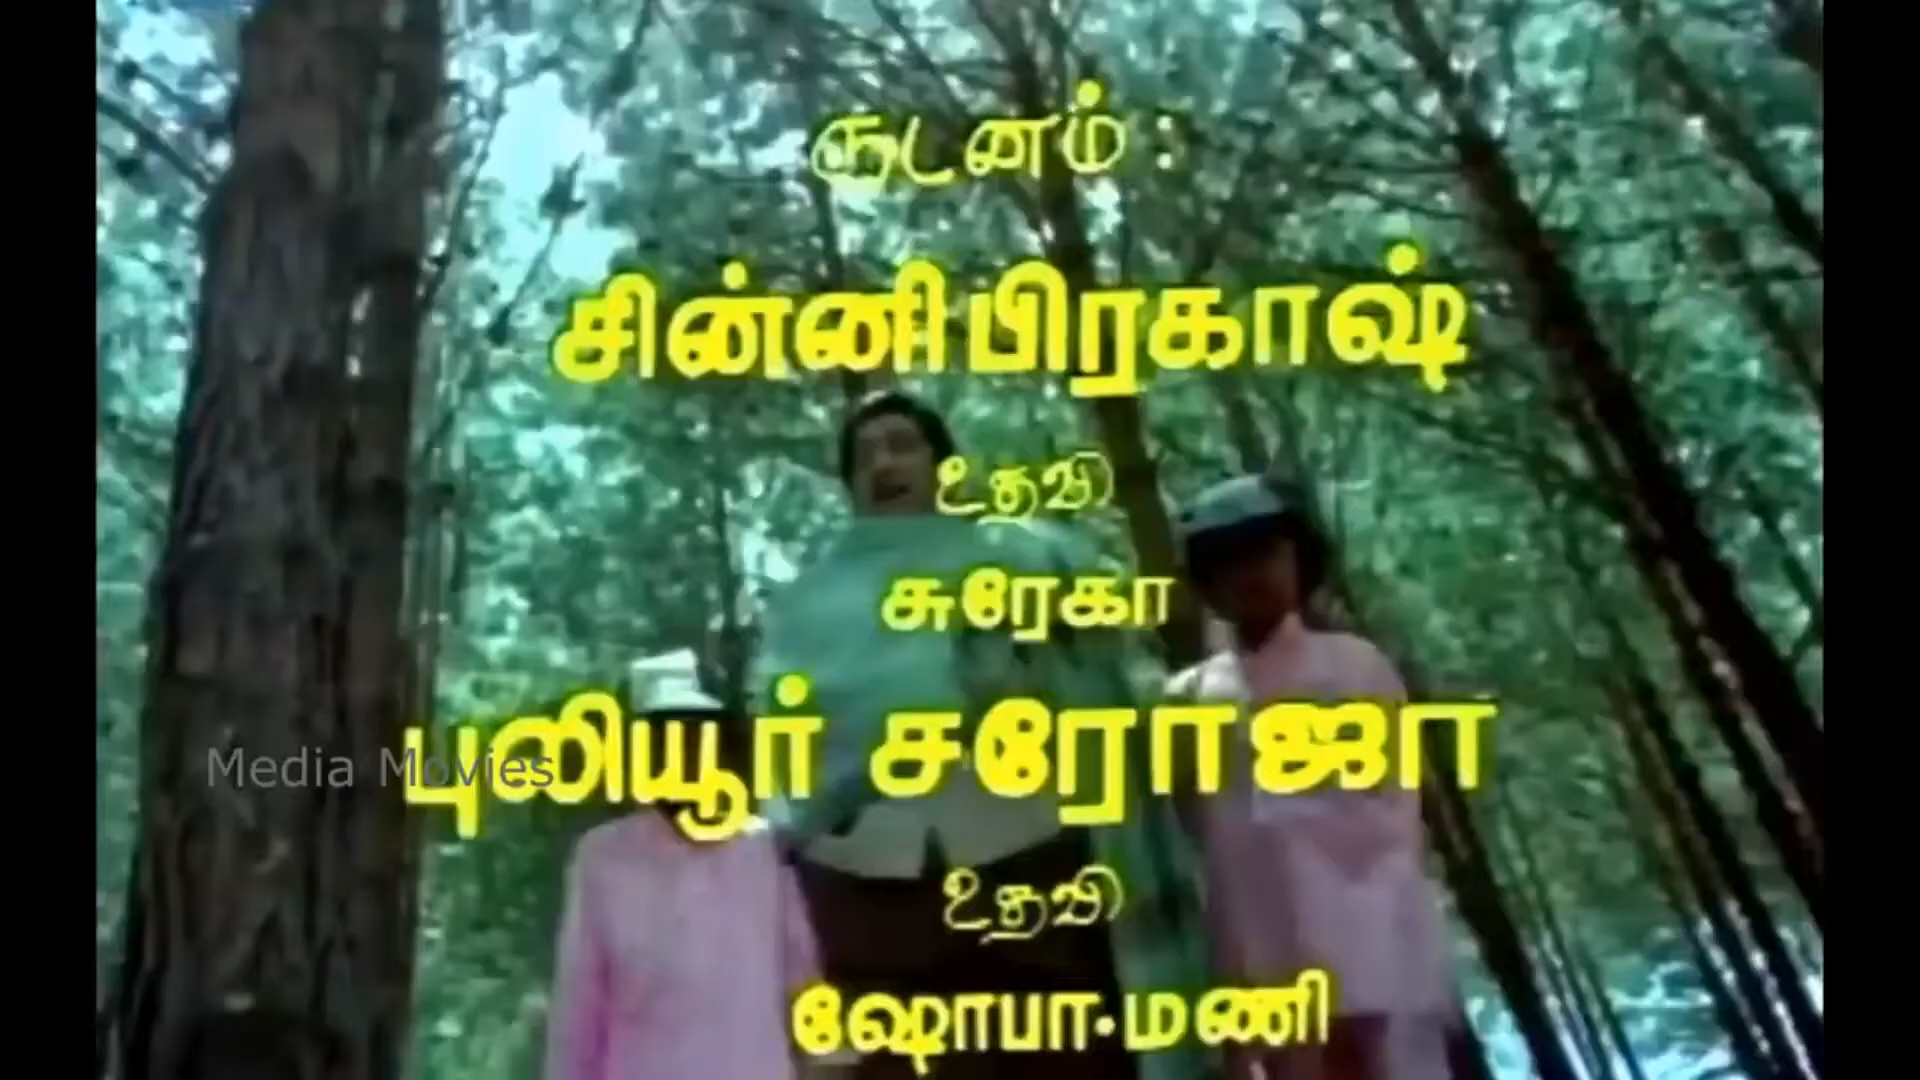 நடனம் :
சின்னிபிரகாஷ்
உதவி
சுரேகா
புலியூர் சரோஜா
Media Movies
உதவி
ஷோபா.மணி